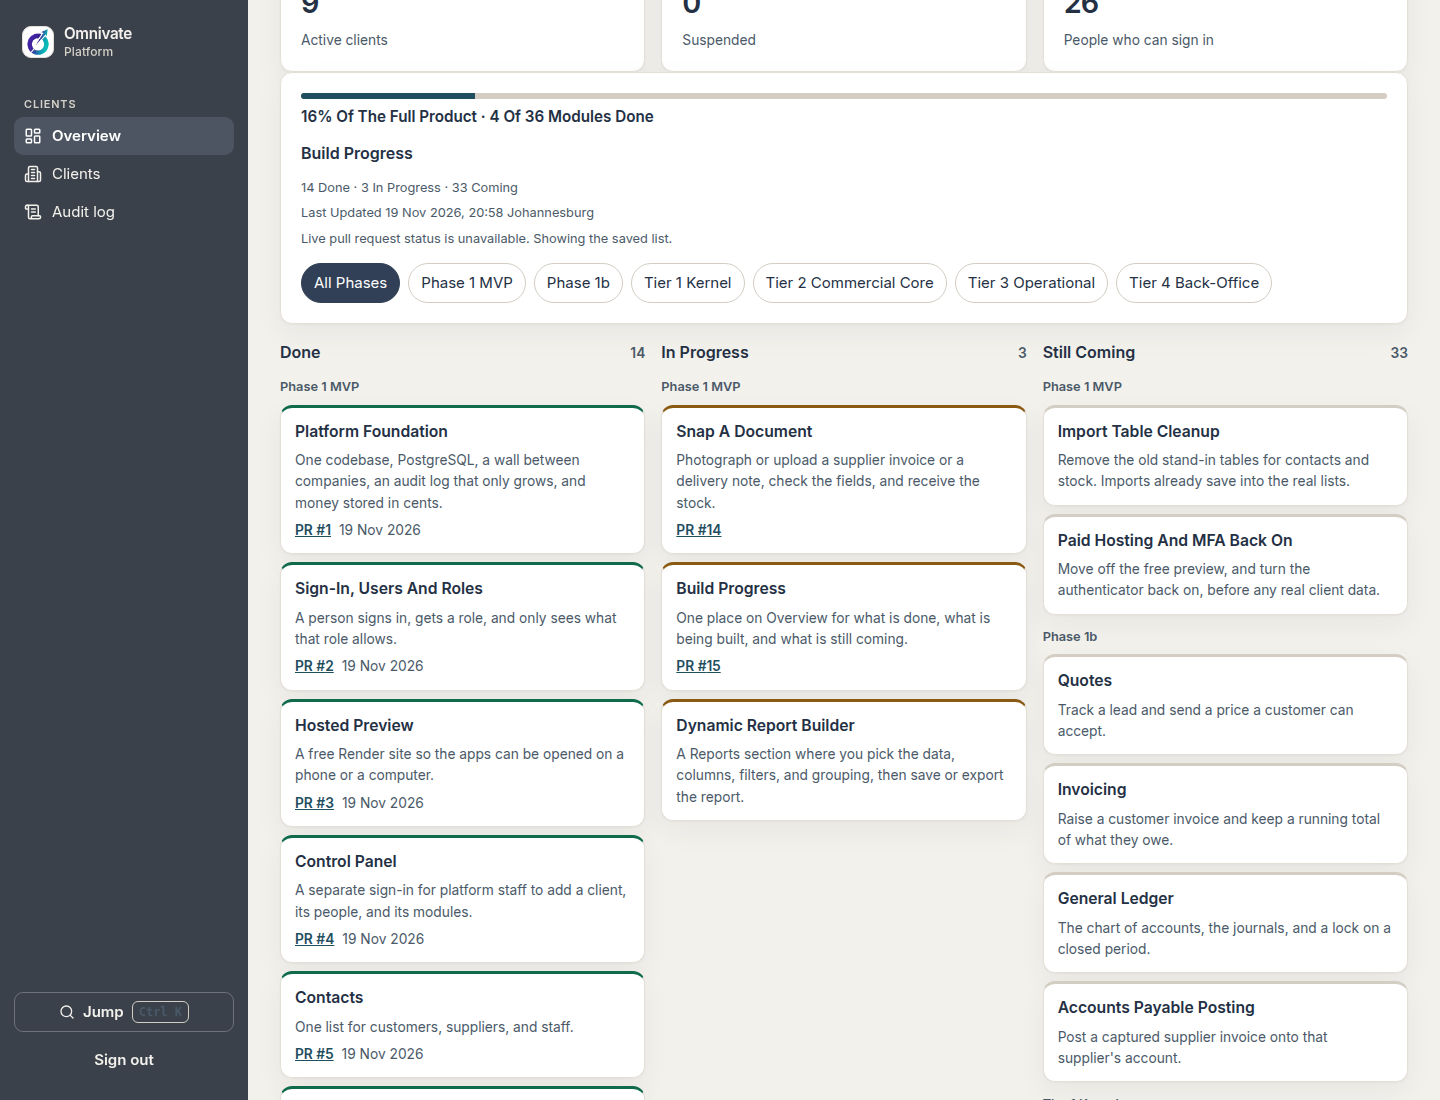 Omnivate
Platform
CLIENTS
Overview
Clients
Audit log
Jump Ctrl K
Sign out
9
Active clients
0
Suspended
26
People who can sign in
16% Of The Full Product · 4 Of 36 Modules Done
Build Progress
14 Done · 3 In Progress · 33 Coming
Last Updated 19 Nov 2026, 20:58 Johannesburg
Live pull request status is unavailable. Showing the saved list.
All Phases
Phase 1 MVP
Phase 1b
Tier 1 Kernel
Tier 2 Commercial Core
Tier 3 Operational
Tier 4 Back-Office
Done 14
Phase 1 MVP
Platform Foundation
One codebase, PostgreSQL, a wall between
companies, an audit log that only grows, and
money stored in cents.
PR #1 19 Nov 2026
Sign-In, Users And Roles
A person signs in, gets a role, and only sees what
that role allows.
PR #2 19 Nov 2026
Hosted Preview
A free Render site so the apps can be opened on a
phone or a computer.
PR #3 19 Nov 2026
Control Panel
A separate sign-in for platform staff to add a client,
its people, and its modules.
PR #4 19 Nov 2026
Contacts
One list for customers, suppliers, and staff.
PR #5 19 Nov 2026
In Progress 3
Phase 1 MVP
Snap A Document
Photograph or upload a supplier invoice or a
delivery note, check the fields, and receive the
stock.
PR #14
Build Progress
One place on Overview for what is done, what is
being built, and what is still coming.
PR #15
Dynamic Report Builder
A Reports section where you pick the data,
columns, filters, and grouping, then save or export
the report.
Still Coming 33
Phase 1 MVP
Import Table Cleanup
Remove the old stand-in tables for contacts and
stock. Imports already save into the real lists.
Paid Hosting And MFA Back On
Move off the free preview, and turn the
authenticator back on, before any real client data.
Phase 1b
Quotes
Track a lead and send a price a customer can
accept.
Invoicing
Raise a customer invoice and keep a running total
of what they owe.
General Ledger
The chart of accounts, the journals, and a lock on a
closed period.
Accounts Payable Posting
Post a captured supplier invoice onto that
supplier's account.